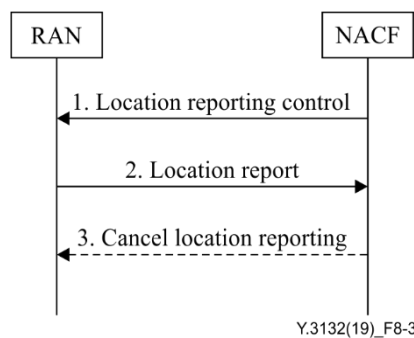 RAN
NACF
1. Location reporting control
2. Location report
3. Cancel location reporting
Y.3132(19)_F8-3